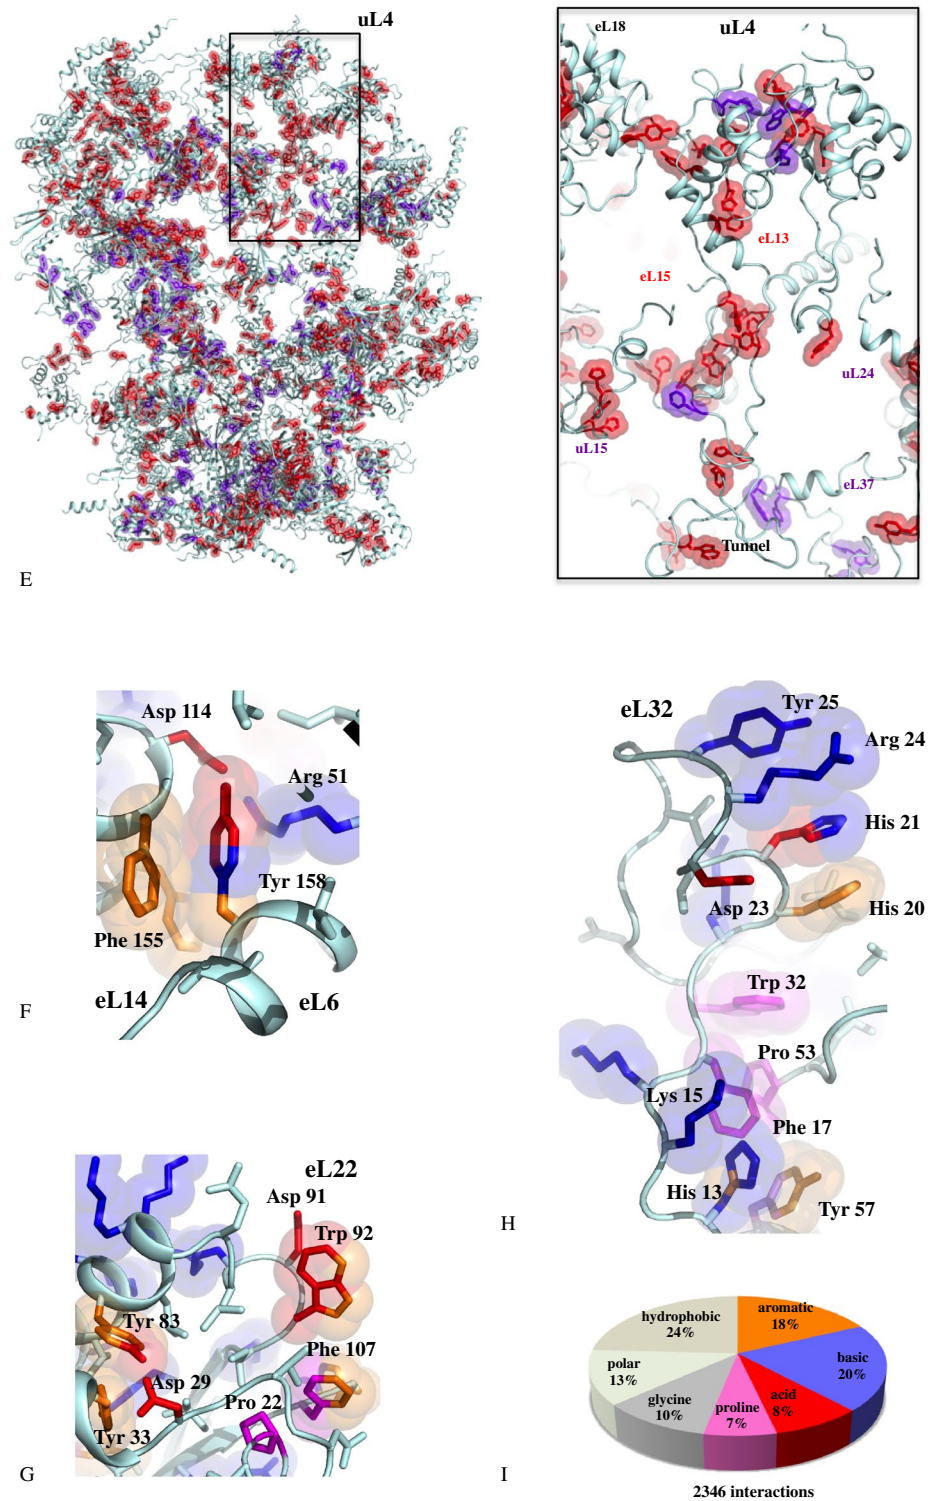 uL4
E
eL18
uL4
eL13
eL15
uL24
uL15
eL37
Tunnel
Asp 114
Arg 51
Tyr 158
Phe 155
eL14
eL6
F
eL32
Tyr 25
Arg 24
His 21
Asp 23
His 20
Trp 32
Pro 53
Lys 15
Phe 17
His 13
Tyr 57
H
eL22
Asp 91
Trp 92
Tyr 83
Phe 107
Asp 29
Pro 22
Tyr 33
G
hydrophobic
24%
aromatic
18%
polar
13%
basic
20%
glycine
10%
proline
7%
acid
8%
I
2346 interactions